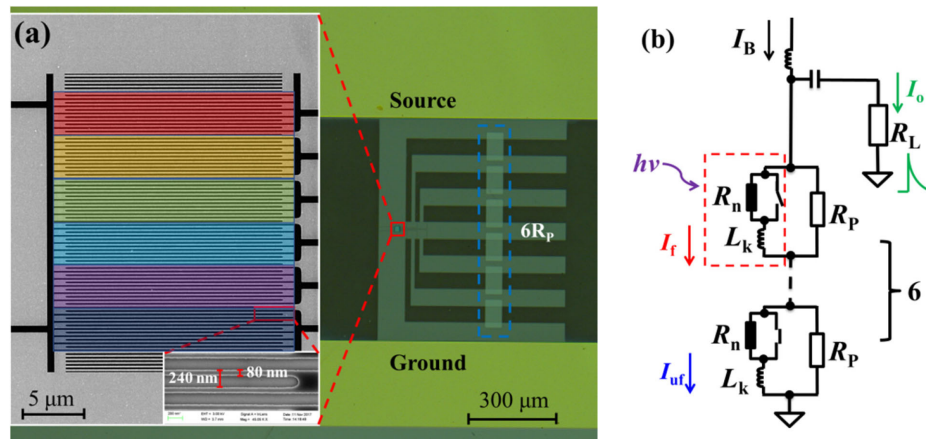 (a)
Source
6R_P
Ground
240 nm
80 nm
5 μm
300 μm
(b)
I_B
I_o
R_L
hν
R_n
L_k
R_P
I_f
6
R_n
L_k
R_P
I_uf